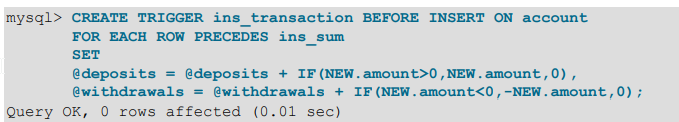 mysql> CREATE TRIGGER ins_transaction BEFORE INSERT ON account
FOR EACH ROW PRECEDES ins_sum
SET
@deposits = @deposits + IF(NEW.amount>0,NEW.amount,0),
@withdrawals = @withdrawals + IF(NEW.amount<0,-NEW.amount,0);
Query OK, 0 rows affected (0.01 sec)